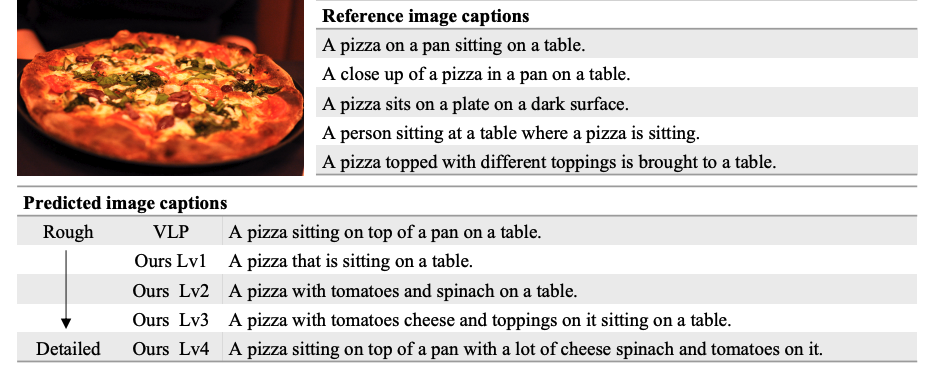 Reference image captions
A pizza on a pan sitting on a table.
A close up of a pizza in a pan on a table.
A pizza sits on a plate on a dark surface.
A person sitting at a table where a pizza is sitting.
A pizza topped with different toppings is brought to a table.
Predicted image captions
Rough VLP A pizza sitting on top of a pan on a table.
Ours Lv1 A pizza that is sitting on a table.
Ours Lv2 A pizza with tomatoes and spinach on a table.
Ours Lv3 A pizza with tomatoes cheese and toppings on it sitting on a table.
Detailed Ours Lv4 A pizza sitting on top of a pan with a lot of cheese spinach and tomatoes on it.